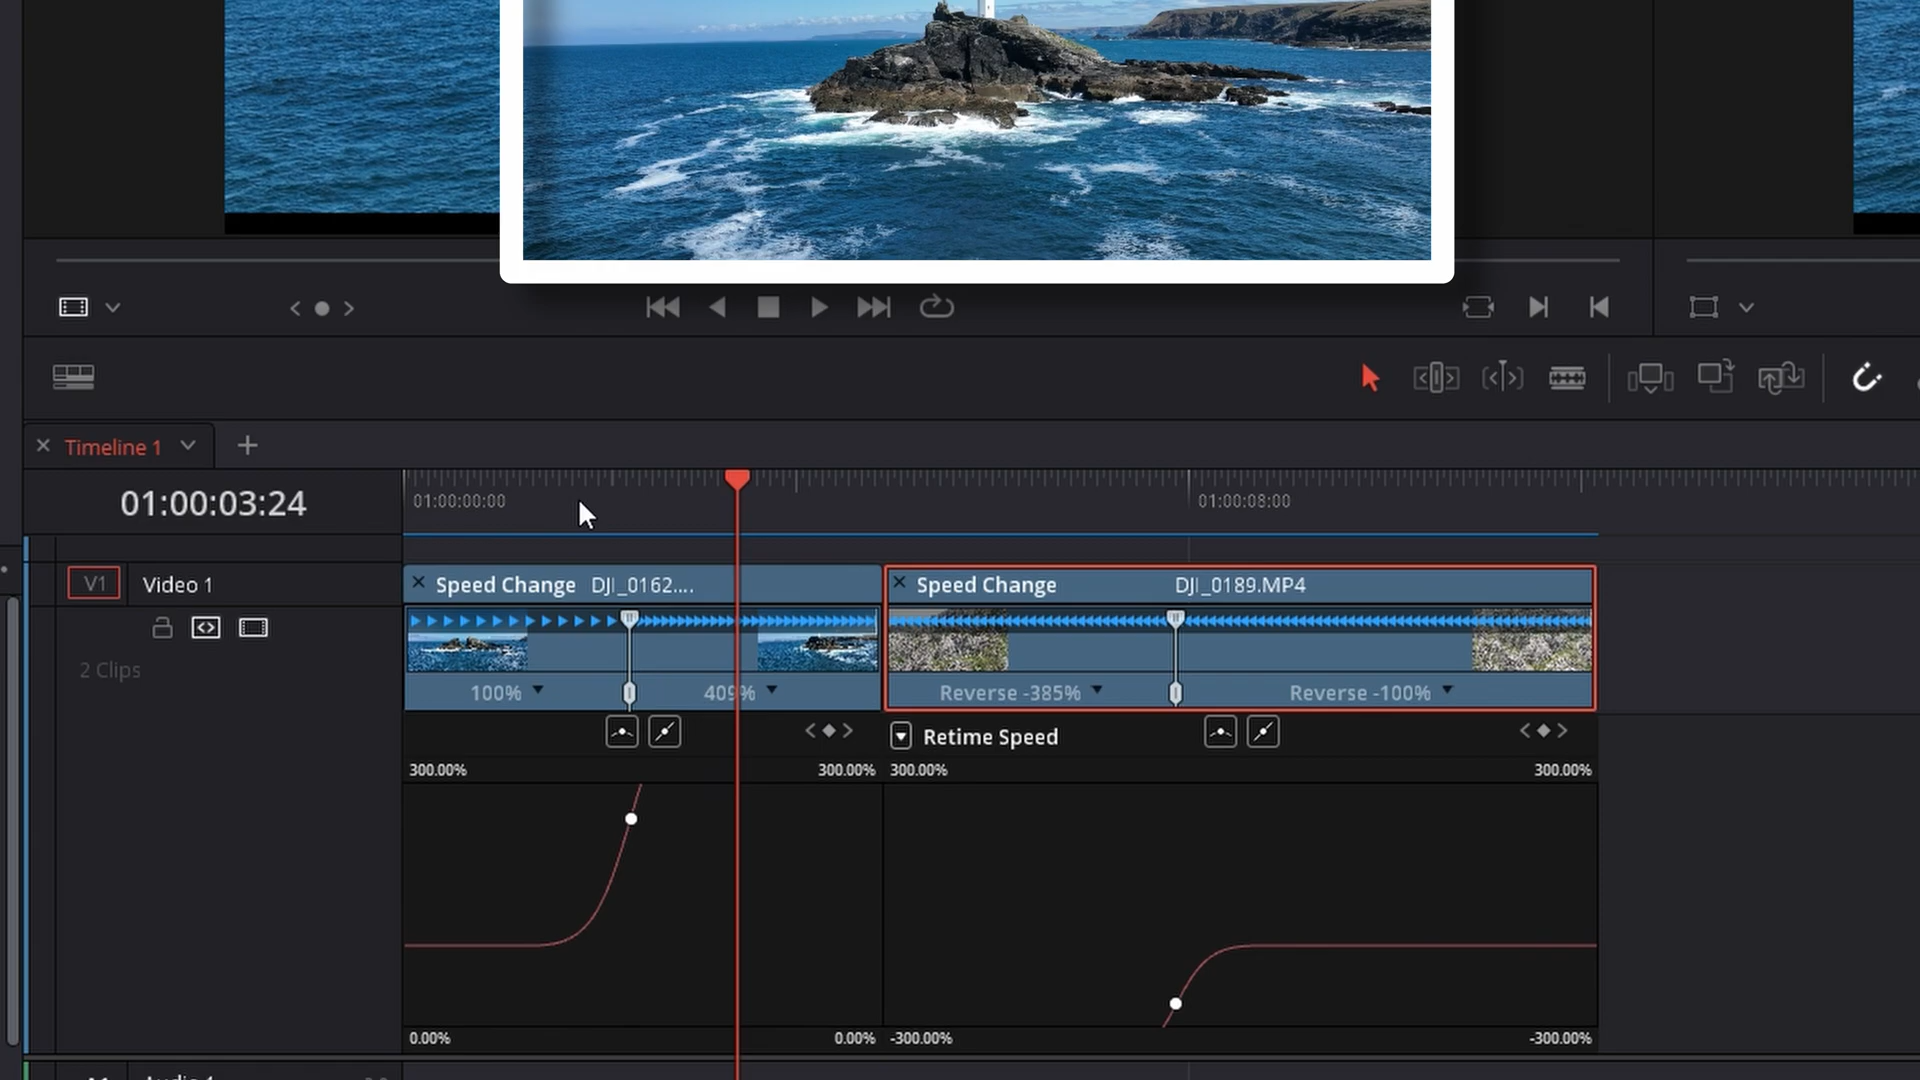 Timeline 1
01:00:03:24
01:00:00:00
01:00:08:00
V1
Video 1
Speed Change DJI_0162....
Speed Change DJI_0189.MP4
2 Clips
100%
409%
Reverse -385%
Reverse -100%
Retime Speed
300.00%
300.00%
300.00%
300.00%
0.00%
0.00%
-300.00%
-300.00%